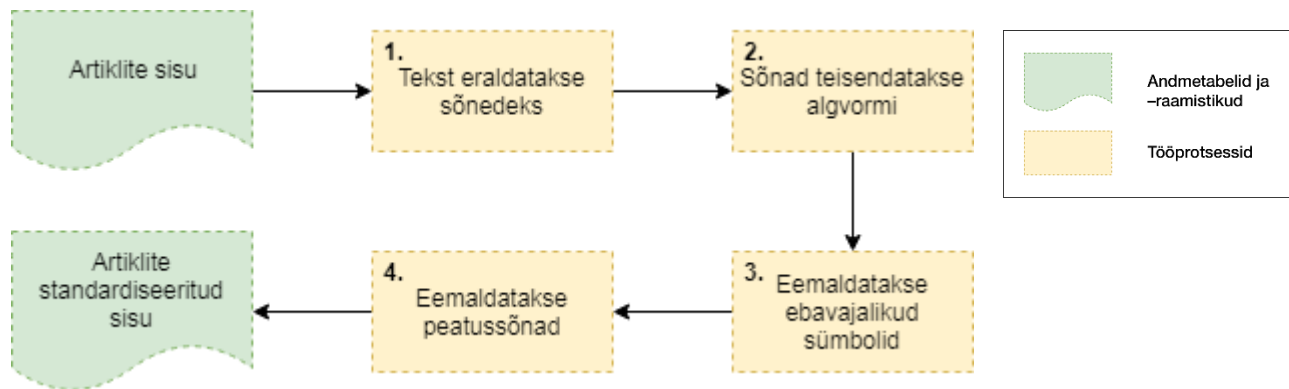 Artiklite sisu
1.
Tekst eraldatakse
sõnedeks
2.
Sõnad teisendatakse
algvormi
3.
Eemaldatakse
ebavajalikud
sümbolid
4.
Eemaldatakse
peatussõnad
Artiklite
standardiseeritud
sisu
Andmetabelid ja
–raamistikud
Tööprotsessid